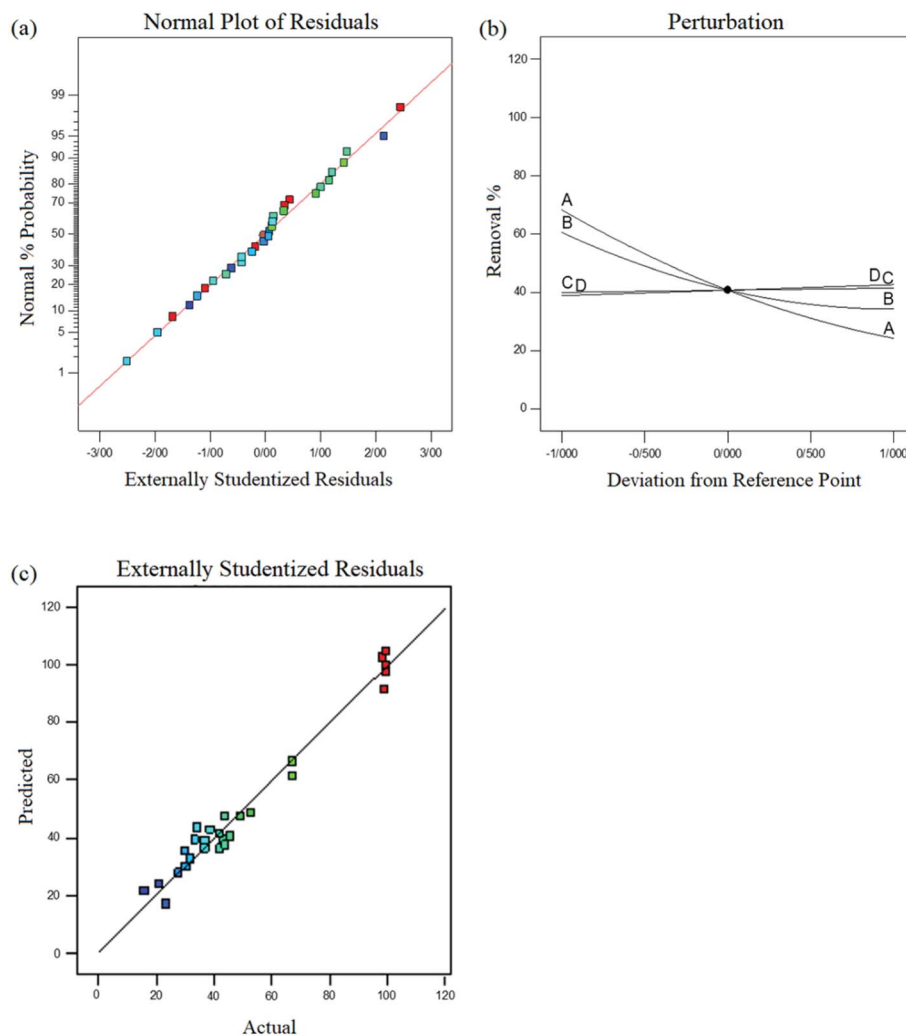 (a)
Normal Plot of Residuals
Normal % Probability
99
95
90
80
70
50
30
20
10
5
1
-3/00 -2/00 -1/00 0/00 1/00 2/00 3/00
Externally Studentized Residuals
(b)
Perturbation
Removal %
120
100
80
60
40
20
0
A
B
C D
D C
B
A
-1/000 -0/500 0/000 0/500 1/000
Deviation from Reference Point
(c)
Externally Studentized Residuals
Predicted
120
100
80
60
40
20
0
0 20 40 60 80 100 120
Actual